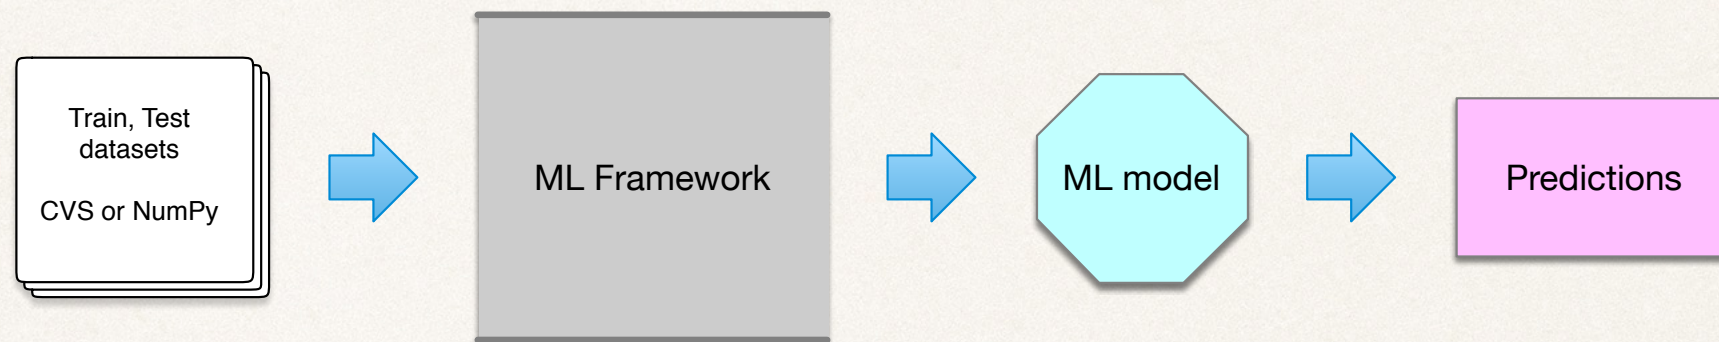 Train, Test
datasets
CVS or NumPy
ML Framework
ML model
Predictions